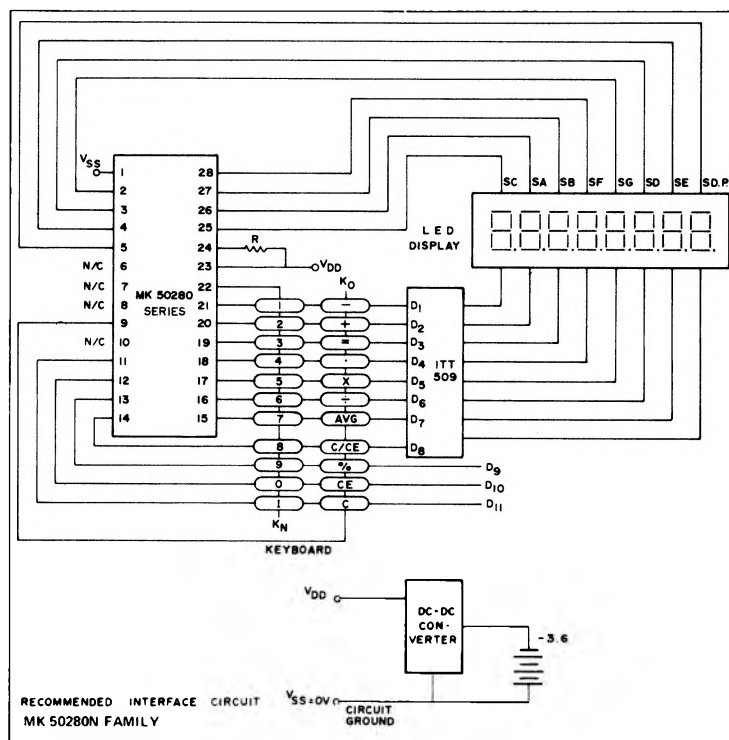 VSS
1 28
2 27
3 26
4 25
5 24 R
N/C 6 23 VDD
N/C 7 22
N/C 8 21
9 20
N/C 10 19
11 18
12 17
13 16
14 15
MK 50280
SERIES
SC SA SB SF SG SD SE SD.P.
LED
DISPLAY
KO
1 – D1
2 + D2
3 = D3
4 · D4
5 X D5
6 ÷ D6
7 AVG D7
8 C/CE D8
9 % D9
0 CE D10
I C D11
KN
KEYBOARD
ITT
509
VDD
DC-DC
CON-
VERTER
-3.6
RECOMMENDED INTERFACE CIRCUIT VSS=0V
CIRCUIT
GROUND
MK 50280N FAMILY